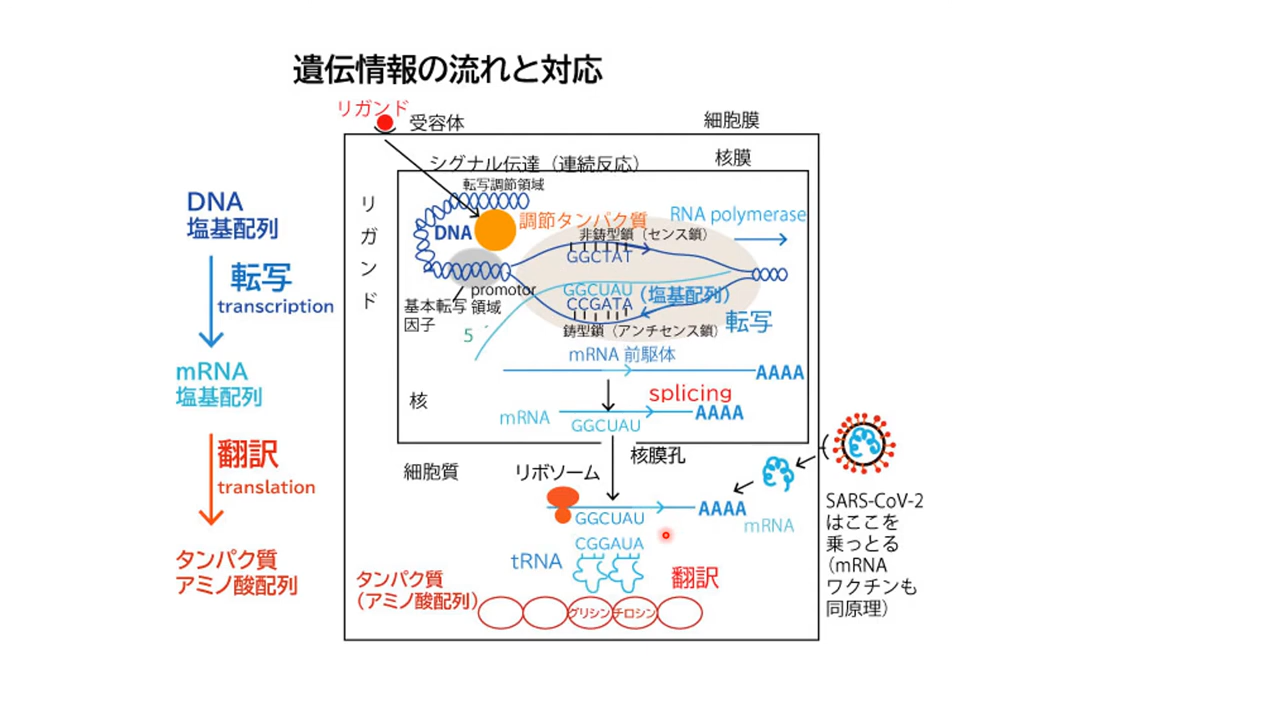 遺伝情報の流れと対応
リガンド
受容体
細胞膜
核膜
シグナル伝達（連続反応）
転写調節領域
リガンド
DNA
調節タンパク質
RNA polymerase
非鋳型鎖（センス鎖）
GGCTAT
promotor
領域
基本転写
因子
GGCUAU
CCGATA
（塩基配列）
鋳型鎖（アンチセンス鎖）
転写
5
mRNA 前駆体
AAAA
核
splicing
mRNA
AAAA
GGCUAU
核膜孔
細胞質
リボソーム
GGCUAU
AAAA
mRNA
CGGAUA
tRNA
翻訳
タンパク質
（アミノ酸配列）
グリシン
チロシン
DNA
塩基配列
転写
transcription
mRNA
塩基配列
翻訳
translation
タンパク質
アミノ酸配列
SARS-CoV-2
はここを
乗っとる
（mRNA
ワクチンも
同原理）